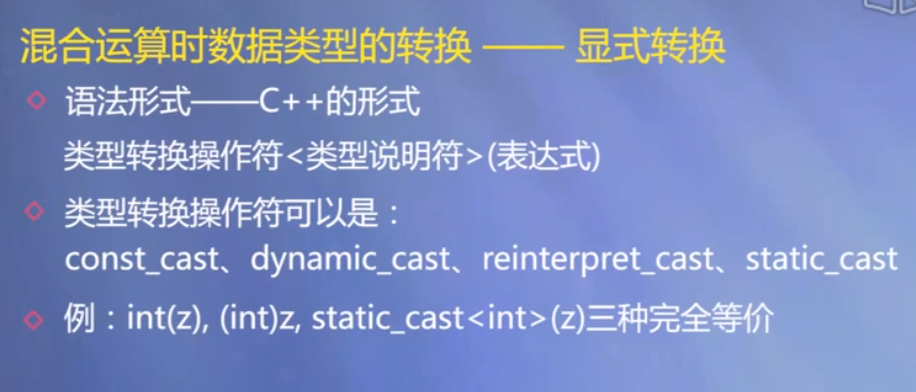 混合运算时数据类型的转换 —— 显式转换
语法形式——C++的形式
类型转换操作符<类型说明符>(表达式)
类型转换操作符可以是：
const_cast、dynamic_cast、reinterpret_cast、static_cast
例：int(z), (int)z, static_cast<int>(z)三种完全等价